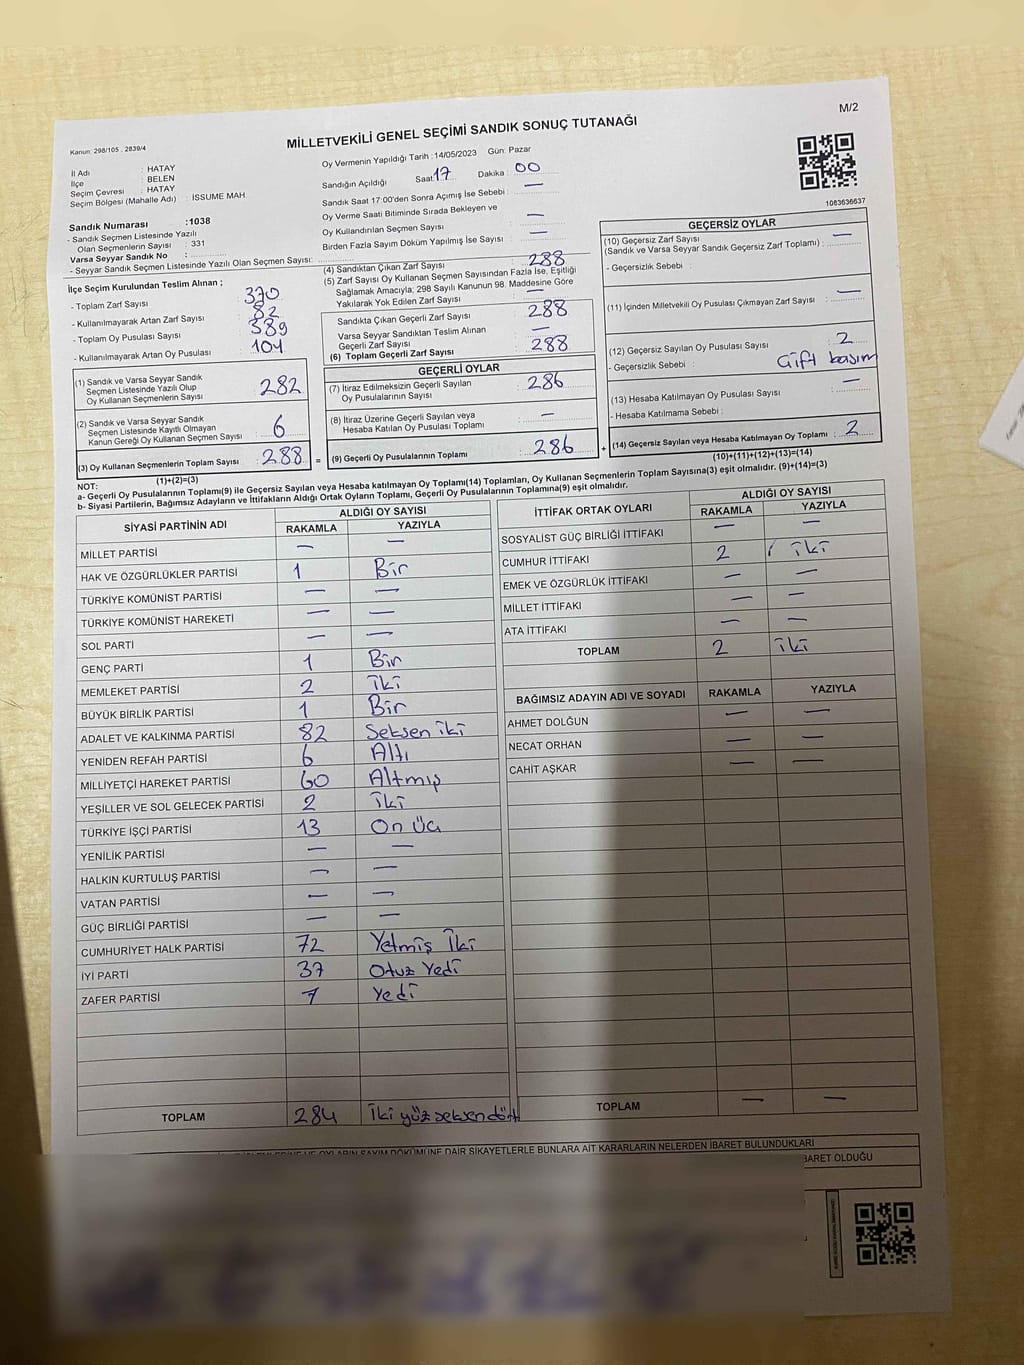 M/2
MİLLETVEKİLİ GENEL SEÇİMİ SANDIK SONUÇ TUTANAĞI
Kanun: 298/105 , 2839/4
İl Adı : HATAY
İlçe : BELEN
Seçim Çevresi : HATAY
Seçim Bölgesi (Mahalle Adı) : ISSUME MAH.
Oy Vermenin Yapıldığı Tarih :14/05/2023 Gün: Pazar
Sandığın Açıldığı Saat 17 Dakika : 00
Sandık Saat 17:00'den Sonra Açımış İse Sebebi : —
Oy Verme Saati Bitiminde Sırada Bekleyen ve
Oy Kullandırılan Seçmen Sayısı —
Birden Fazla Sayım Döküm Yapılmış İse Sayısı : —
1063636637
Sandık Numarası :1038
- Sandık Seçmen Listesinde Yazılı
Olan Seçmenlerin Sayısı : 331
Varsa Seyyar Sandık No :
- Seyyar Sandık Seçmen Listesinde Yazılı Olan Seçmen Sayısı:
İlçe Seçim Kurulundan Teslim Alınan ;
- Toplam Zarf Sayısı : 370
- Kullanılmayarak Artan Zarf Sayısı : 82
- Toplam Oy Pusulası Sayısı : 389
- Kullanılmayarak Artan Oy Pusulası : 104
(1) Sandık ve Varsa Seyyar Sandık
Seçmen Listesinde Yazılı Olup
Oy Kullanan Seçmenlerin Sayısı : 282
(2) Sandık ve Varsa Seyyar Sandık
Seçmen Listesinde Kayıtlı Olmayan
Kanun Gereği Oy Kullanan Seçmen Sayısı : 6
(3) Oy Kullanan Seçmenlerin Toplam Sayısı : 288 =
(1)+(2)=(3)
(4) Sandıktan Çıkan Zarf Sayısı : 288
(5) Zarf Sayısı Oy Kullanan Seçmen Sayısından Fazla İse, Eşitliği
Sağlamak Amacıyla; 298 Sayılı Kanunun 98. Maddesine Göre
Yakılarak Yok Edilen Zarf Sayısı :
Sandıkta Çıkan Geçerli Zarf Sayısı : 288
Varsa Seyyar Sandıktan Teslim Alınan
Geçerli Zarf Sayısı : —
(6) Toplam Geçerli Zarf Sayısı : 288
GEÇERLİ OYLAR
(7) İtiraz Edilmeksizin Geçerli Sayılan
Oy Pusulalarının Sayısı : 286
(8) İtiraz Üzerine Geçerli Sayılan veya
Hesaba Katılan Oy Pusulası Toplamı : —
(9) Geçerli Oy Pusulalarının Toplamı : 286 +
GEÇERSİZ OYLAR
(10) Geçersiz Zarf Sayısı
(Sandık ve Varsa Seyyar Sandık Geçersiz Zarf Toplamı) : —
- Geçersizlik Sebebi :
(11) İçinden Milletvekili Oy Pusulası Çıkmayan Zarf Sayısı : —
(12) Geçersiz Sayılan Oy Pusulası Sayısı : 2
- Geçersizlik Sebebi : Çift basım
(13) Hesaba Katılmayan Oy Pusulası Sayısı : —
- Hesaba Katılmama Sebebi :
(14) Geçersiz Sayılan veya Hesaba Katılmayan Oy Toplamı : 2
(10)+(11)+(12)+(13)=(14)
NOT:
a- Geçerli Oy Pusulalarının Toplamı(9) ile Geçersiz Sayılan veya Hesaba katılmayan Oy Toplamı(14) Toplamları, Oy Kullanan Seçmenlerin Toplam Sayısına(3) eşit olmalıdır. (9)+(14)=(3)
b- Siyasi Partilerin, Bağımsız Adayların ve İttifakların Aldığı Ortak Oyların Toplamı, Geçerli Oy Pusulalarının Toplamına(9) eşit olmalıdır.
SİYASİ PARTİNİN ADI ALDIĞI OY SAYISI
RAKAMLA YAZIYLA
MİLLET PARTİSİ — —
HAK VE ÖZGÜRLÜKLER PARTİSİ 1 Bir
TÜRKİYE KOMÜNİST PARTİSİ — —
TÜRKİYE KOMÜNİST HAREKETİ — —
SOL PARTİ — —
GENÇ PARTİ 1 Bir
MEMLEKET PARTİSİ 2 iki
BÜYÜK BİRLİK PARTİSİ 1 Bir
ADALET VE KALKINMA PARTİSİ 82 Seksen iki
YENİDEN REFAH PARTİSİ 6 Altı
MİLLİYETÇİ HAREKET PARTİSİ 60 Altmış
YEŞİLLER VE SOL GELECEK PARTİSİ 2 iki
TÜRKİYE İŞÇİ PARTİSİ 13 On üç
YENİLİK PARTİSİ — —
HALKIN KURTULUŞ PARTİSİ — —
VATAN PARTİSİ — —
GÜÇ BİRLİĞİ PARTİSİ — —
CUMHURİYET HALK PARTİSİ 72 Yetmiş iki
İYİ PARTİ 37 Otuz Yedi
ZAFER PARTİSİ 7 Yedi
TOPLAM 284 iki yüz seksen dört
İTTİFAK ORTAK OYLARI ALDIĞI OY SAYISI
RAKAMLA YAZIYLA
SOSYALİST GÜÇ BİRLİĞİ İTTİFAKI — —
CUMHUR İTTİFAKI 2 iki
EMEK VE ÖZGÜRLÜK İTTİFAKI — —
MİLLET İTTİFAKI — —
ATA İTTİFAKI — —
TOPLAM 2 iki
BAĞIMSIZ ADAYIN ADI VE SOYADI RAKAMLA YAZIYLA
AHMET DOLĞUN — —
NECAT ORHAN — —
CAHİT AŞKAR — —
TOPLAM — —
OYLARIN SAYIM DÖKÜMÜNE DAİR ŞİKAYETLERLE BUNLARA AİT KARARLARIN NELERDEN İBARET BULUNDUKLARI
OLDUĞU